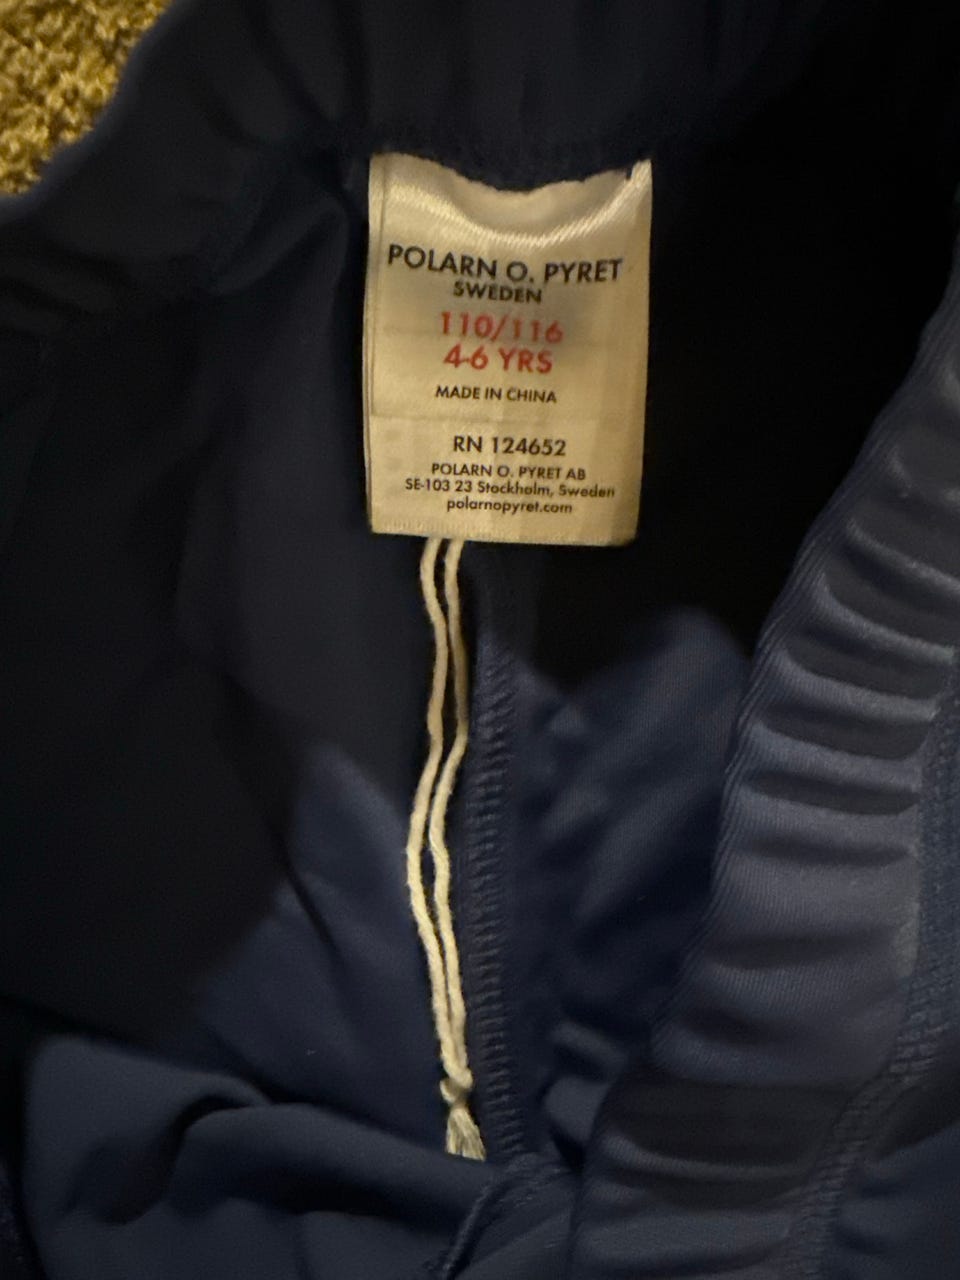 POLARN O. PYRET
SWEDEN
110/116
4-6 YRS
MADE IN CHINA
RN 124652
POLARN O. PYRET AB
SE-103 23 Stockholm, Sweden
polarnopyret.com